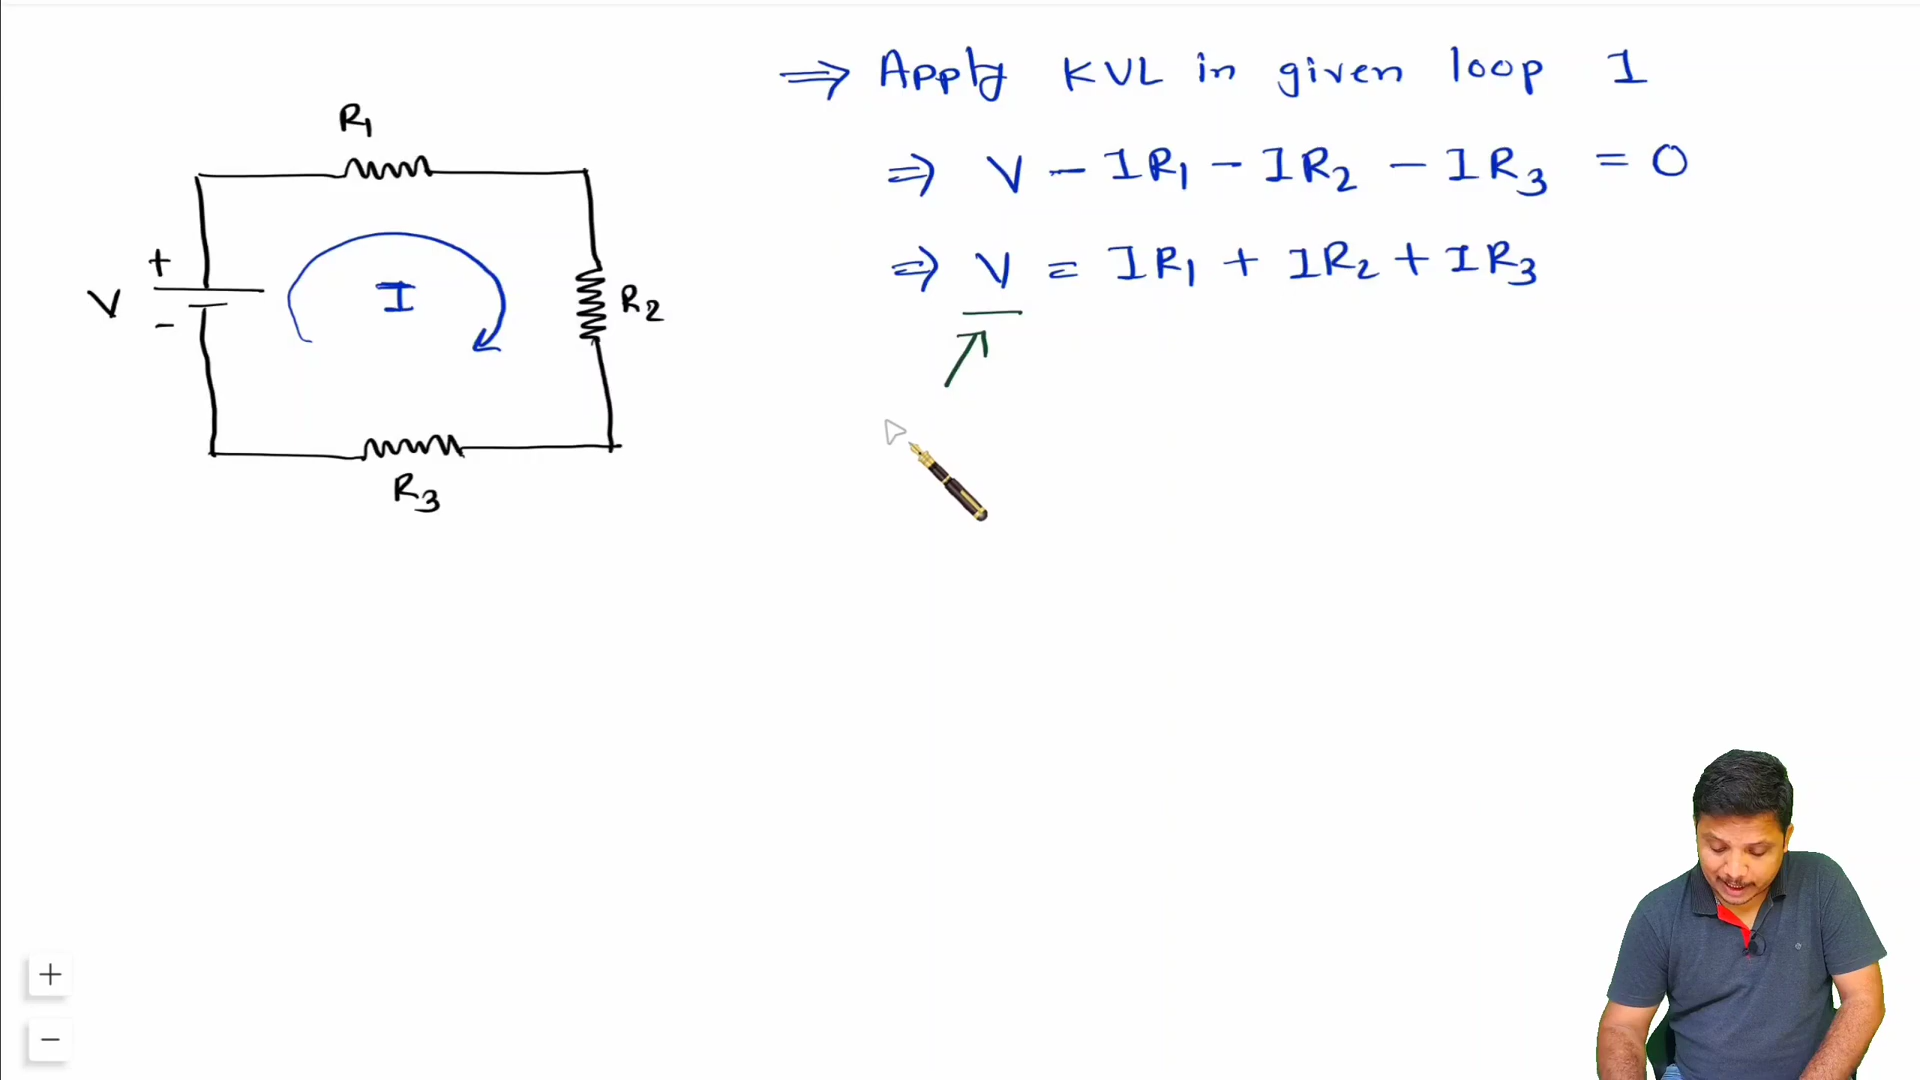 ⇒ Apply KVL in given loop 1
⇒ V - IR₁ - IR₂ - IR₃ = 0
⇒ V = IR₁ + IR₂ + IR₃
R₁
+
V
-
I
R₂
R₃
+
-